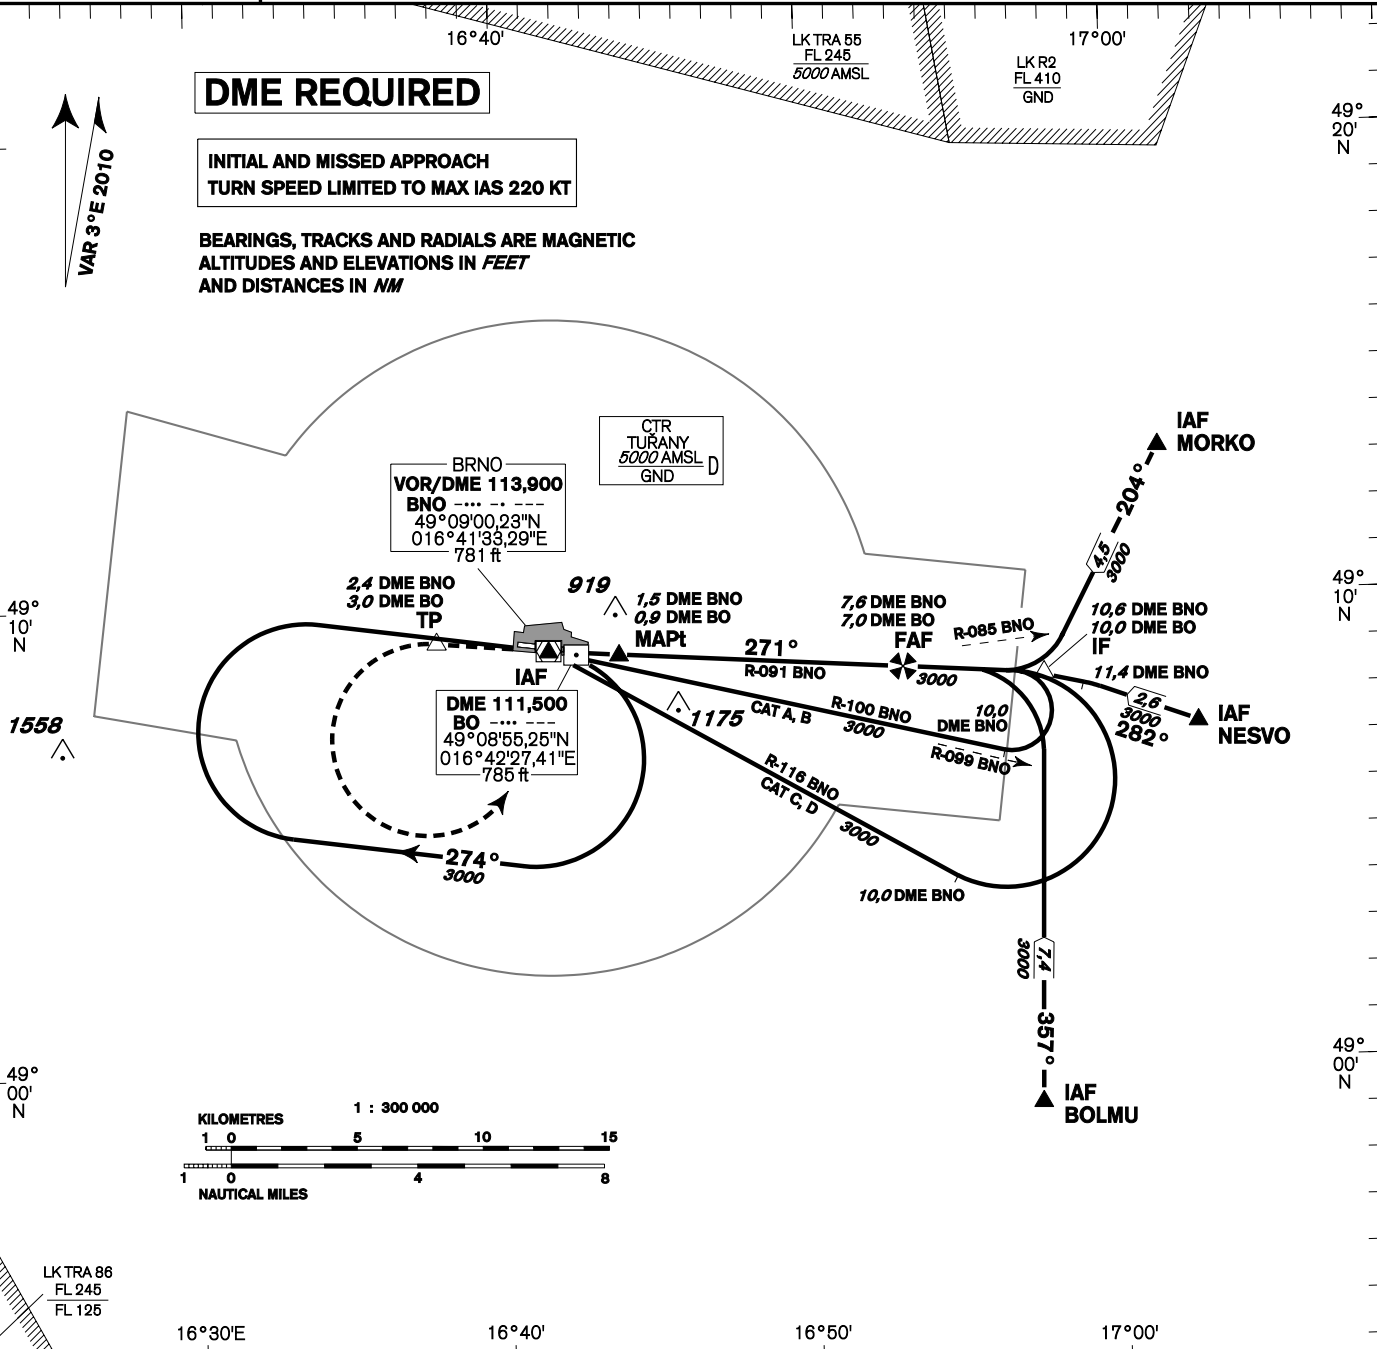 16°40'
17°00'
LK TRA 55
FL 245
5000 AMSL
LK R2
FL 410
GND
49°
20'
N
DME REQUIRED
INITIAL AND MISSED APPROACH
TURN SPEED LIMITED TO MAX IAS 220 KT
VAR 3°E 2010
BEARINGS, TRACKS AND RADIALS ARE MAGNETIC
ALTITUDES AND ELEVATIONS IN FEET
AND DISTANCES IN NM
CTR
TUŘANY
5000 AMSL
GND
D
IAF
MORKO
204°
4,5
3000
BRNO
VOR/DME 113,900
BNO -··· -· ---
49°09'00,23"N
016°41'33,29"E
781 ft
2,4 DME BNO
3,0 DME BO
TP
919
1,5 DME BNO
0,9 DME BO
MAPt
7,6 DME BNO
7,0 DME BO
FAF
3000
271°
R-091 BNO
R-085 BNO
10,6 DME BNO
10,0 DME BO
IF
11,4 DME BNO
49°
10'
N
49°
10'
N
IAF
DME 111,500
BO -··· ---
49°08'55,25"N
016°42'27,41"E
785 ft
1175
CAT A, B
R-100 BNO
3000
10,0
DME BNO
R-099 BNO
2,6
3000
282°
IAF
NESVO
1558
R-116 BNO
CAT C, D
3000
10,0 DME BNO
274°
3000
7,4
3000
357°
IAF
BOLMU
49°
00'
N
49°
00'
N
1 : 300 000
KILOMETRES
1 0 5 10 15
1 0 4 8
NAUTICAL MILES
LK TRA 86
FL 245
FL 125
16°30'E
16°40'
16°50'
17°00'